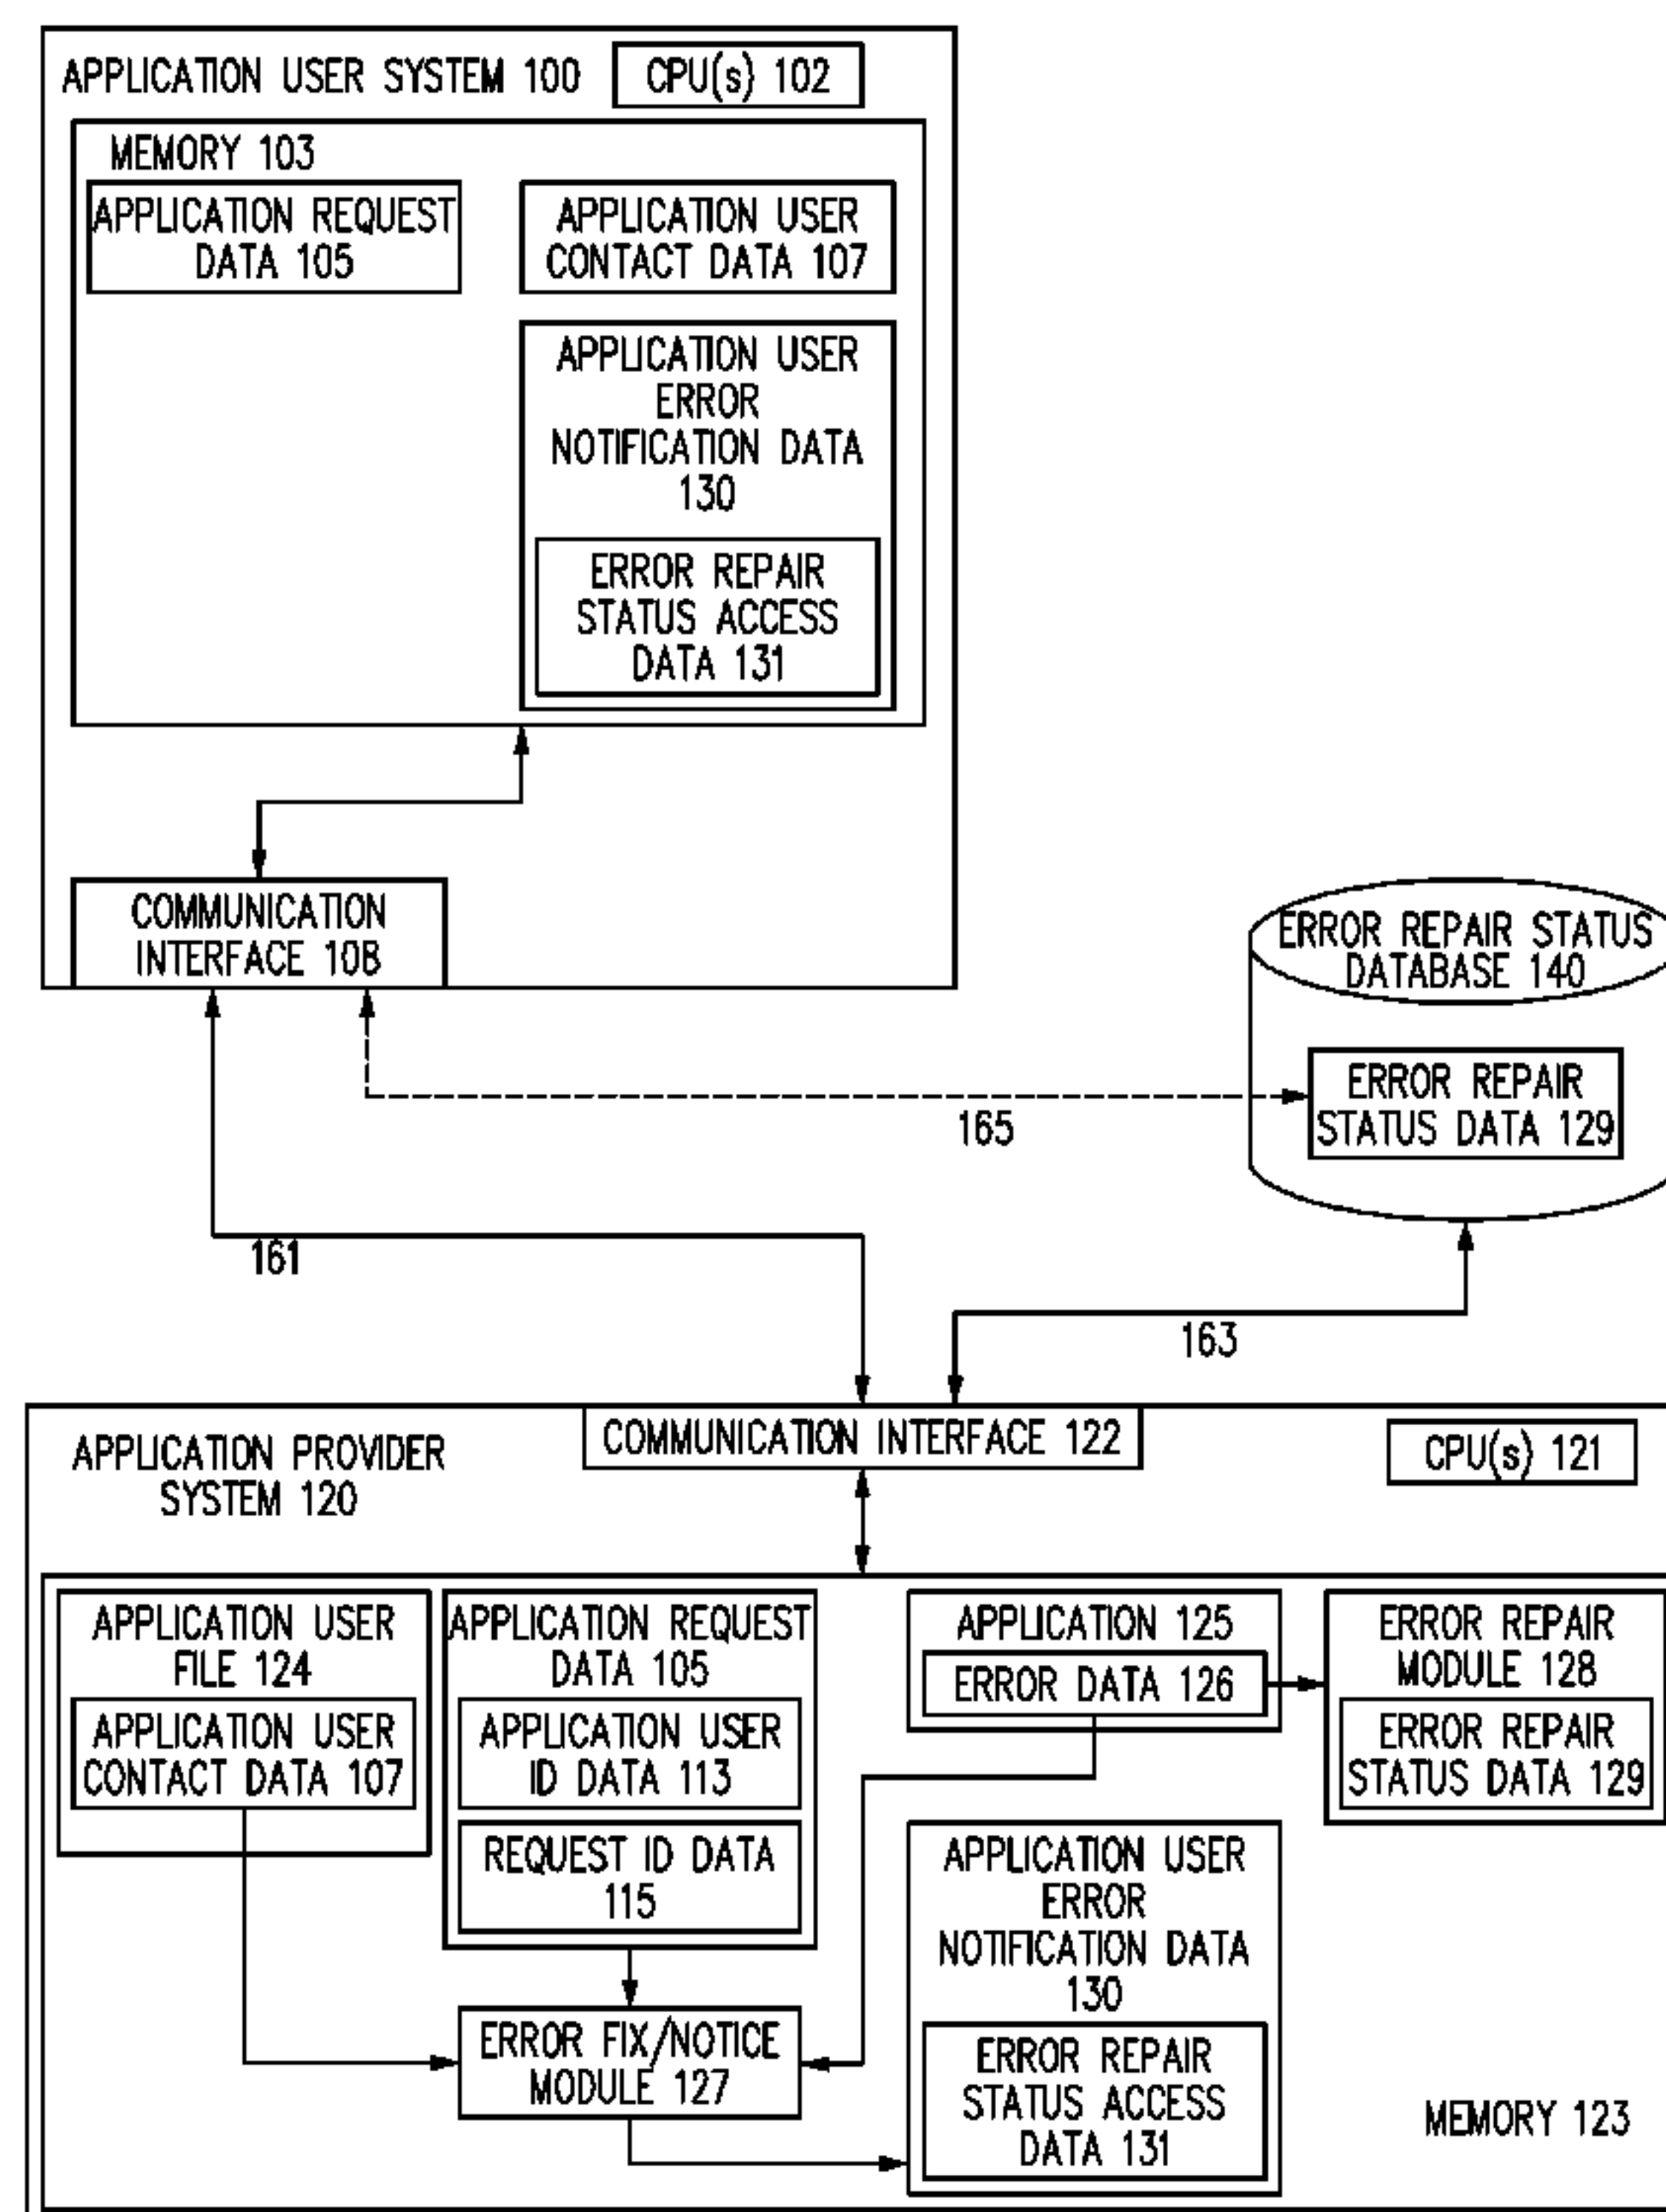 APPLICATION USER SYSTEM 100
CPU(s) 102
MEMORY 103
APPLICATION REQUEST
DATA 105
APPLICATION USER
CONTACT DATA 107
APPLICATION USER
ERROR
NOTIFICATION DATA
130
ERROR REPAIR
STATUS ACCESS
DATA 131
COMMUNICATION
INTERFACE 108
ERROR REPAIR STATUS
DATABASE 140
ERROR REPAIR
STATUS DATA 129
165
161
163
APPLICATION PROVIDER
SYSTEM 120
COMMUNICATION INTERFACE 122
CPU(s) 121
APPLICATION USER
FILE 124
APPLICATION USER
CONTACT DATA 107
APPLICATION REQUEST
DATA 105
APPLICATION USER
ID DATA 113
REQUEST ID DATA
115
APPLICATION 125
ERROR DATA 126
ERROR REPAIR
MODULE 128
ERROR REPAIR
STATUS DATA 129
APPLICATION USER
ERROR
NOTIFICATION DATA
130
ERROR REPAIR
STATUS ACCESS
DATA 131
ERROR FIX/NOTICE
MODULE 127
MEMORY 123